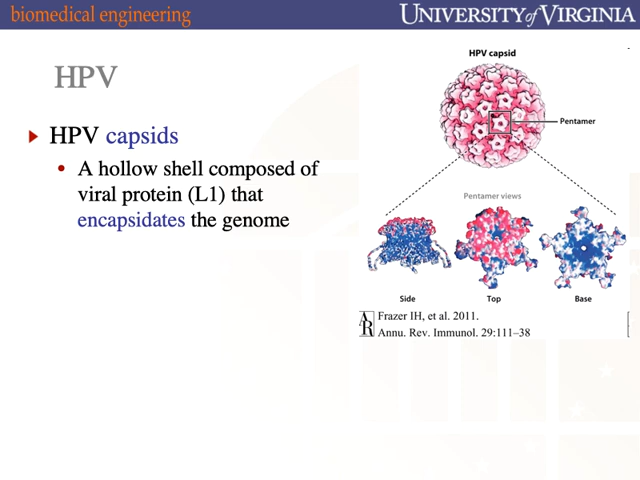 biomedical engineering
UNIVERSITY of VIRGINIA
HPV
HPV capsids
A hollow shell composed of
viral protein (L1) that
encapsidates the genome
HPV capsid
Pentamer
Pentamer views
Side Top Base
AR
Frazer IH, et al. 2011.
Annu. Rev. Immunol. 29:111–38